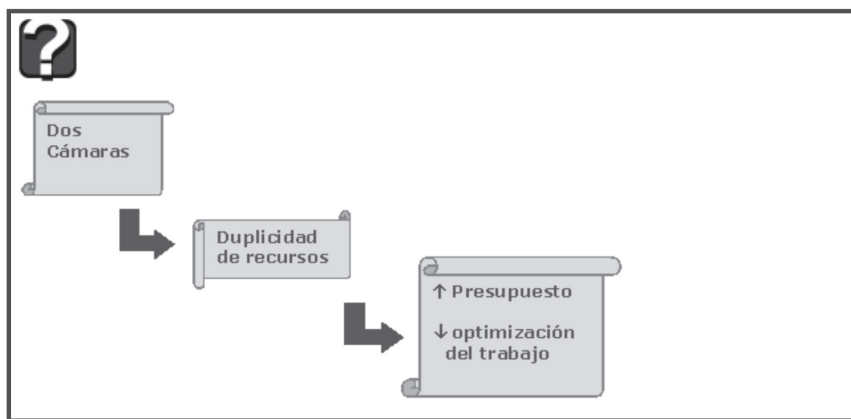 ?
Dos
Cámaras
Duplicidad
de recursos
↑ Presupuesto
↓ optimización
del trabajo